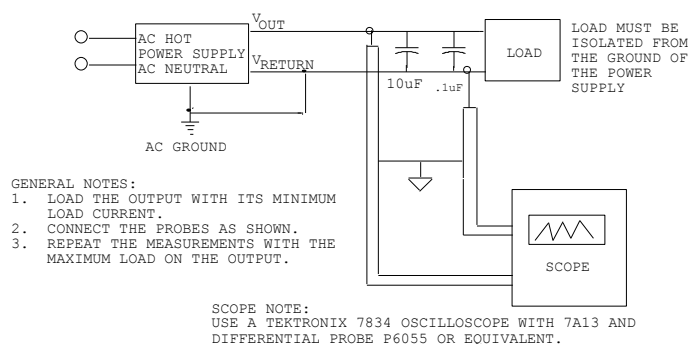 V_OUT
AC HOT
POWER SUPPLY
AC NEUTRAL
V_RETURN
10uF
.1uF
LOAD
LOAD MUST BE
ISOLATED FROM
THE GROUND OF
THE POWER
SUPPLY
AC GROUND
GENERAL NOTES:
1. LOAD THE OUTPUT WITH ITS MINIMUM
LOAD CURRENT.
2. CONNECT THE PROBES AS SHOWN.
3. REPEAT THE MEASUREMENTS WITH THE
MAXIMUM LOAD ON THE OUTPUT.
SCOPE
SCOPE NOTE:
USE A TEKTRONIX 7834 OSCILLOSCOPE WITH 7A13 AND
DIFFERENTIAL PROBE P6055 OR EQUIVALENT.